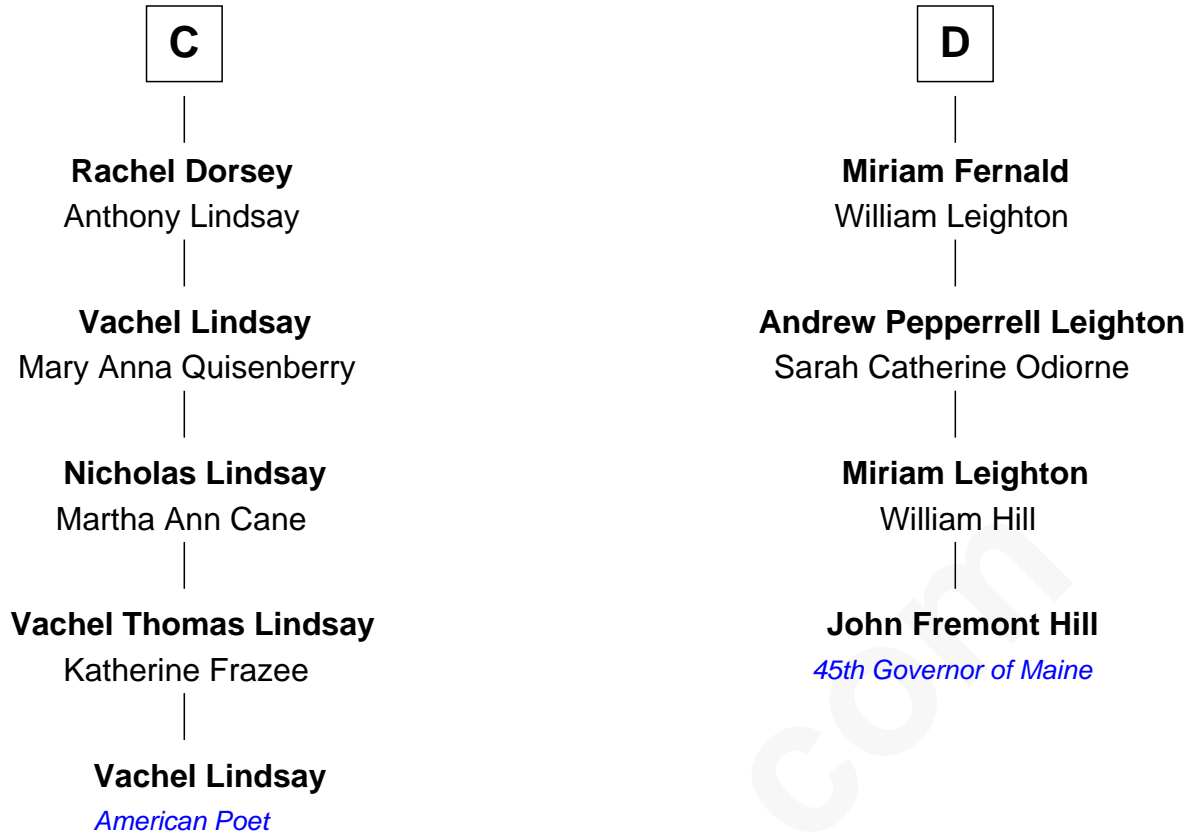 C
Rachel Dorsey
Anthony Lindsay
Vachel Lindsay
Mary Anna Quisenberry
Nicholas Lindsay
Martha Ann Cane
Vachel Thomas Lindsay
Katherine Frazee
Vachel Lindsay
American Poet
D
Miriam Fernald
William Leighton
Andrew Pepperrell Leighton
Sarah Catherine Odiorne
Miriam Leighton
William Hill
John Fremont Hill
45th Governor of Maine
com